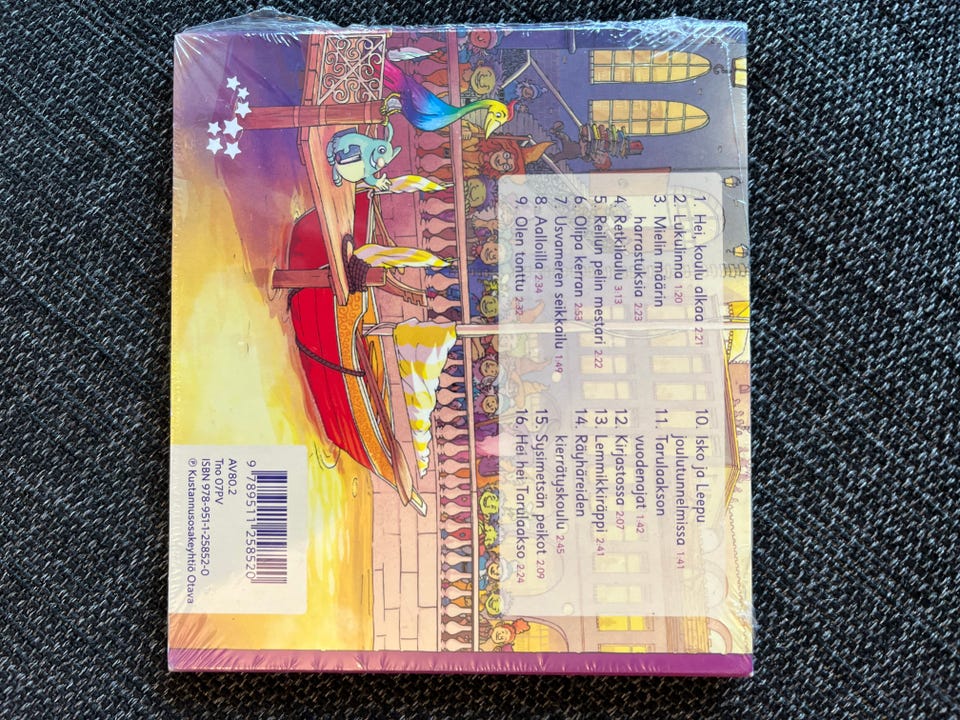 1. Hei, koulu alkaa 2:21
2. Lukulinna 1:20
3. Mielin määrin
harrastuksia 2:23
4. Retkilaulu 3:13
5. Reilun pelin mestari 2:22
6. Olipa kerran 2:53
7. Usvameren seikkailu 1:49
8. Aalloilla 2:34
9. Olen tonttu 2:32
10. Isko ja Leepu
joulutunnelmissa 1:41
11. Tarulaakson
vuodenajat 1:42
12. Kirjastossa 2:07
13. Lemmikkiräppi 2:41
14. Räyhäreiden
kierrätyskoulu 2:45
15. Sysimetsän peikot 2:09
16. Hei hei, Tarulaakso 2:24
9 789511 258520
AV80.2
Tno 07PV
ISBN 978-951-1-25852-0
℗ Kustannusosakeyhtiö Otava